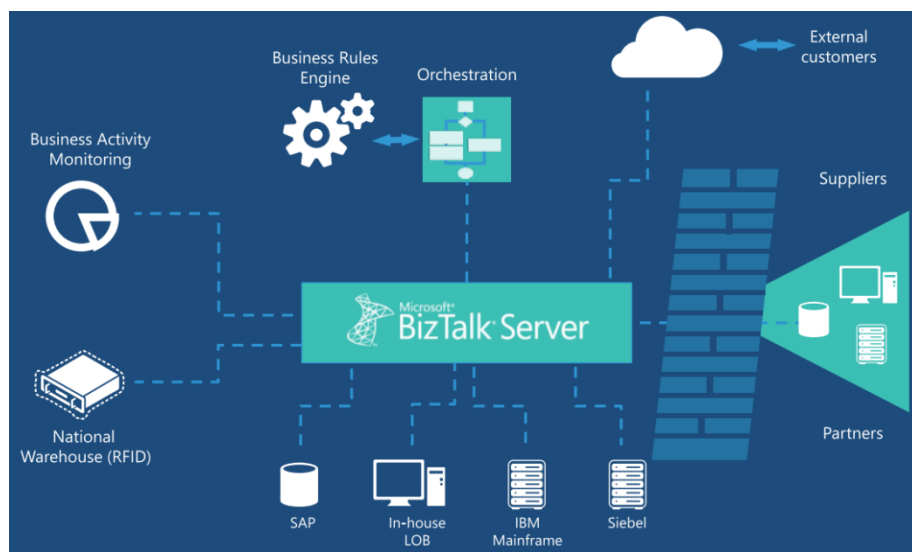 Business Rules
Engine
Orchestration
External
customers
Business Activity
Monitoring
Suppliers
Microsoft®
BizTalk® Server
National
Warehouse (RFID)
Partners
SAP
In-house
LOB
IBM
Mainframe
Siebel